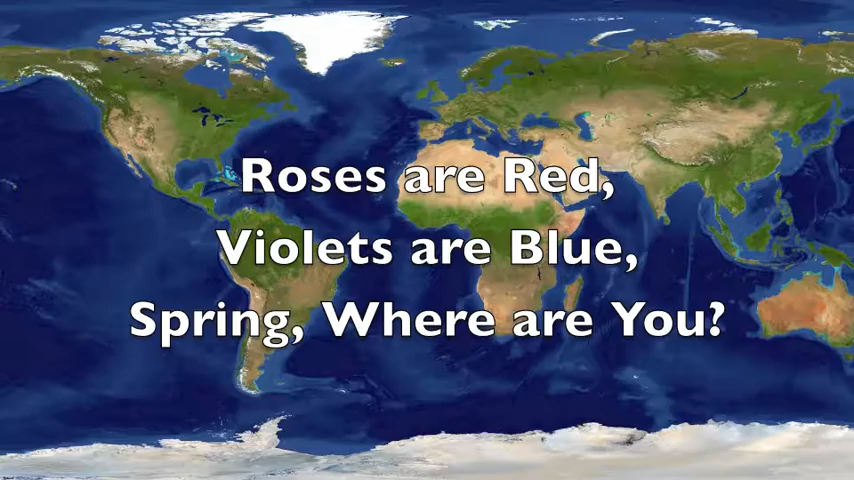 Roses are Red,
Violets are Blue,
Spring, Where are You?